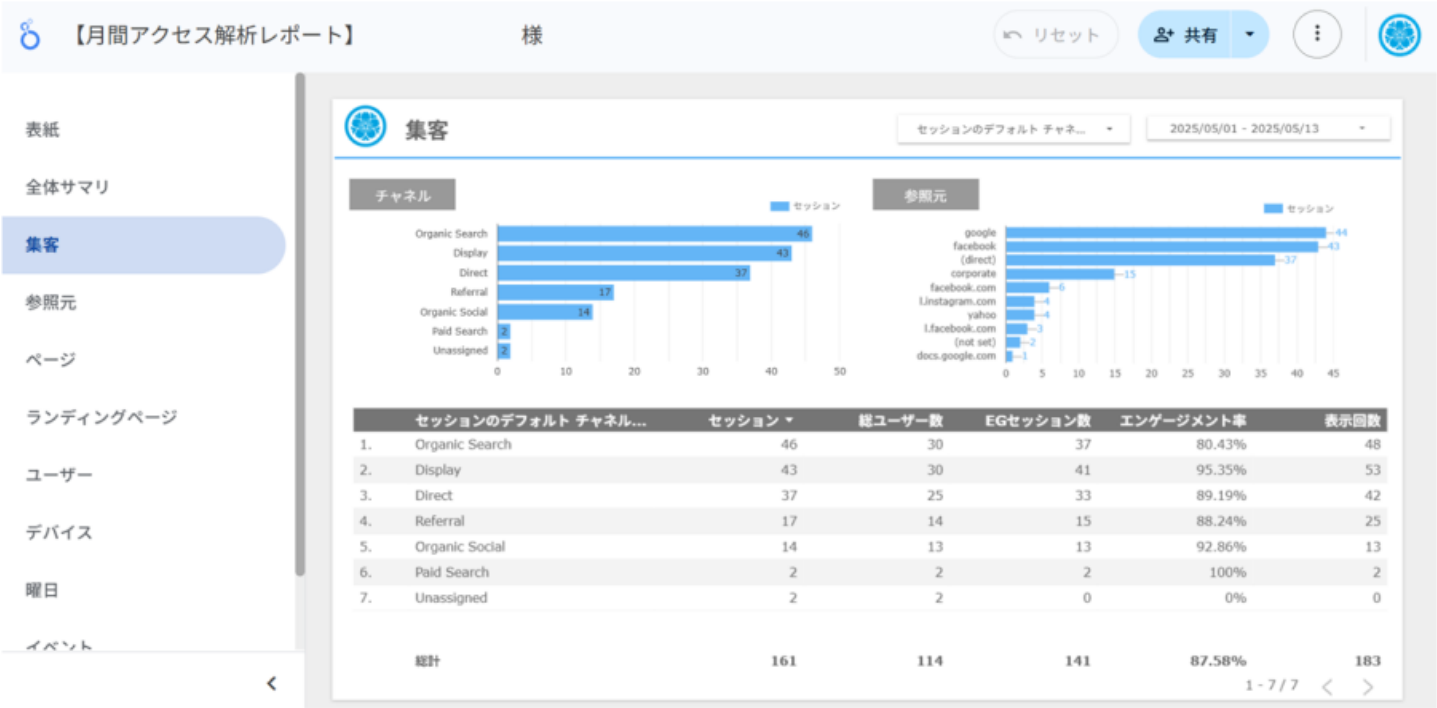 【月間アクセス解析レポート】 様
リセット
共有
表紙
全体サマリ
集客
参照元
ページ
ランディングページ
ユーザー
デバイス
曜日
イベント
集客
セッションのデフォルト チャネ...
2025/05/01 - 2025/05/13
チャネル
セッション
Organic Search 46
Display 43
Direct 37
Referral 17
Organic Social 14
Paid Search 2
Unassigned 2
0 10 20 30 40 50
参照元
セッション
google 44
facebook 43
(direct) 37
corporate 15
facebook.com 6
l.instagram.com 4
yahoo 4
l.facebook.com 3
(not set) 2
docs.google.com 1
0 5 10 15 20 25 30 35 40 45
セッションのデフォルト チャネル... セッション 総ユーザー数 EGセッション数 エンゲージメント率 表示回数
1. Organic Search 46 30 37 80.43% 48
2. Display 43 30 41 95.35% 53
3. Direct 37 25 33 89.19% 42
4. Referral 17 14 15 88.24% 25
5. Organic Social 14 13 13 92.86% 13
6. Paid Search 2 2 2 100% 2
7. Unassigned 2 2 0 0% 0
総計 161 114 141 87.58% 183
1 - 7 / 7